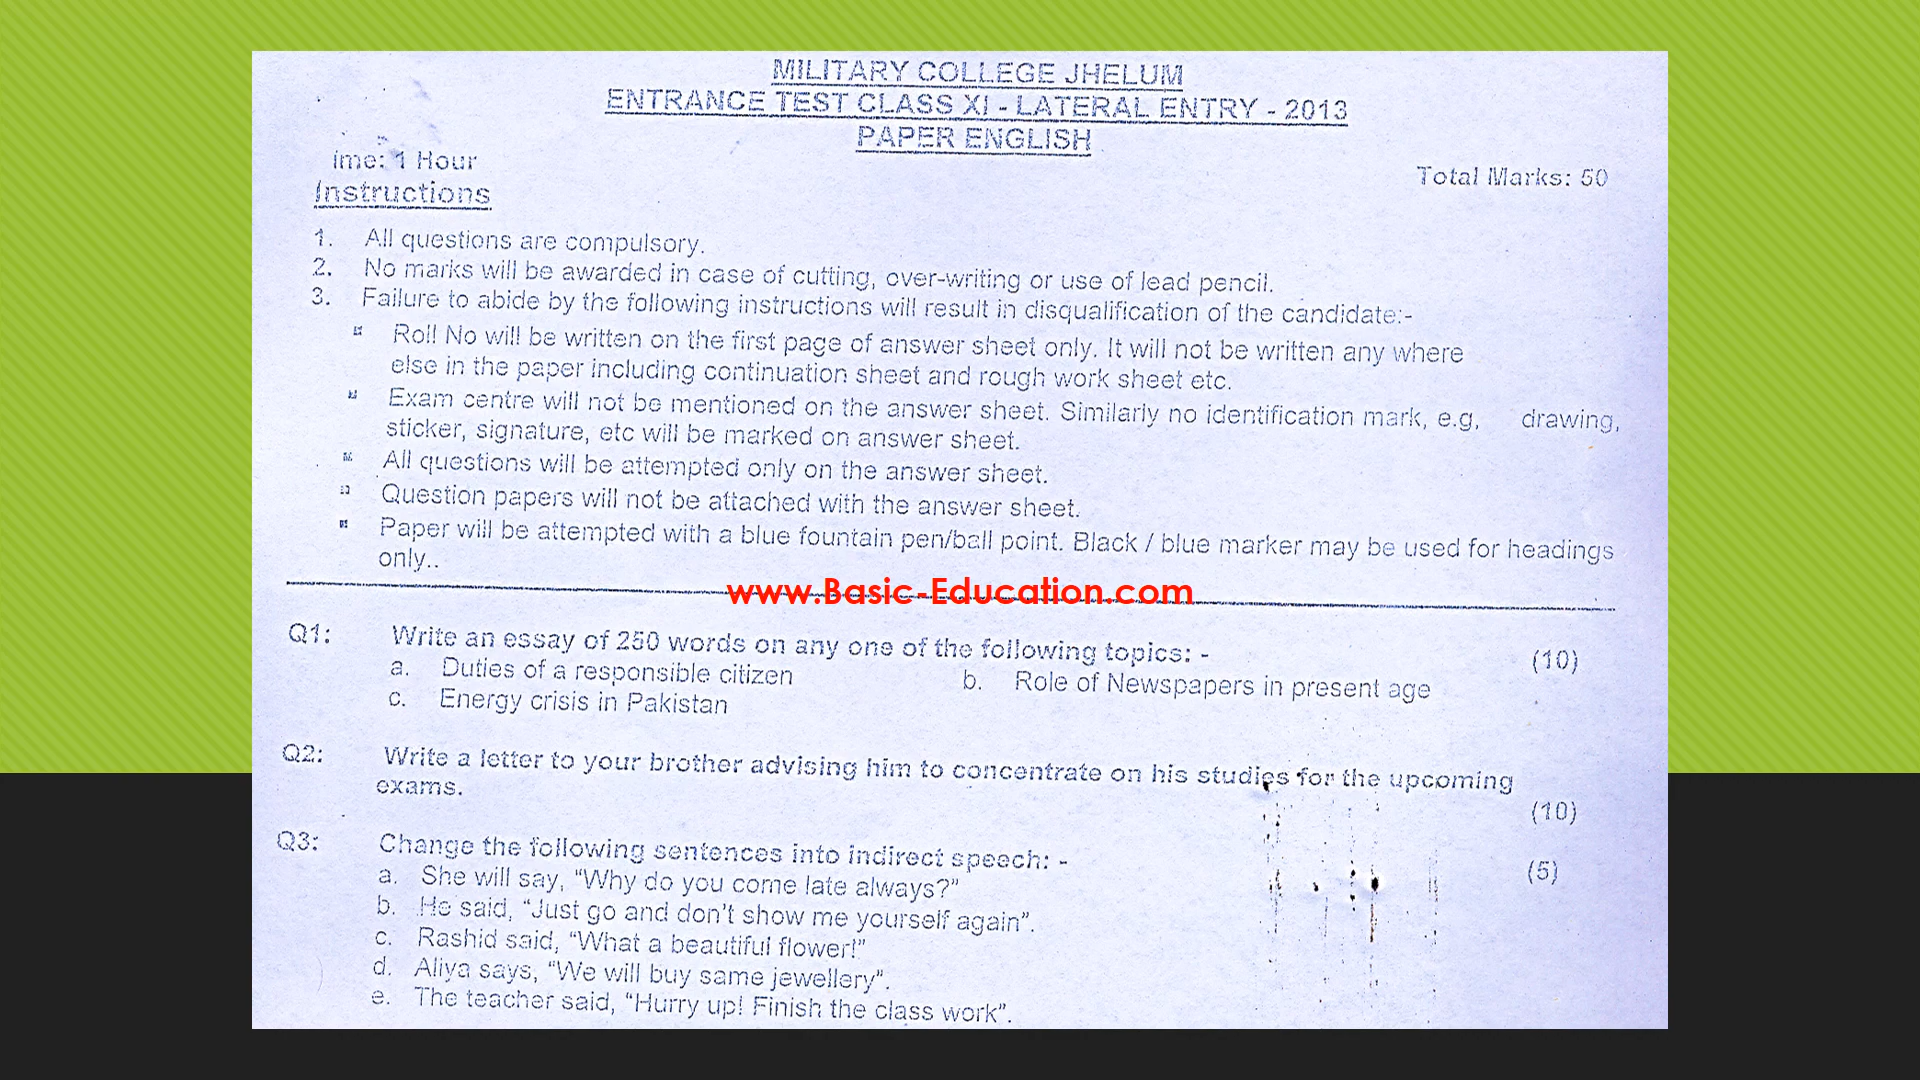 MILITARY COLLEGE JHELUM
ENTRANCE TEST CLASS XI - LATERAL ENTRY - 2013
PAPER ENGLISH
ime: 1 Hour
Total Marks: 50
Instructions
1. All questions are compulsory.
2. No marks will be awarded in case of cutting, over-writing or use of lead pencil.
3. Failure to abide by the following instructions will result in disqualification of the candidate:-
Roll No will be written on the first page of answer sheet only. It will not be written any where
else in the paper including continuation sheet and rough work sheet etc.
Exam centre will not be mentioned on the answer sheet. Similarly no identification mark, e.g, drawing,
sticker, signature, etc will be marked on answer sheet.
All questions will be attempted only on the answer sheet.
Question papers will not be attached with the answer sheet.
Paper will be attempted with a blue fountain pen/ball point. Black / blue marker may be used for headings
only..
www.Basic-Education.com
Q1: Write an essay of 250 words on any one of the following topics: - (10)
a. Duties of a responsible citizen b. Role of Newspapers in present age
c. Energy crisis in Pakistan
Q2: Write a letter to your brother advising him to concentrate on his studies for the upcoming
exams. (10)
Q3: Change the following sentences into indirect speech: - (5)
a. She will say, “Why do you come late always?”
b. He said, “Just go and don’t show me yourself again”.
c. Rashid said, “What a beautiful flower!”
d. Aliya says, “We will buy same jewellery”.
e. The teacher said, “Hurry up! Finish the class work”.